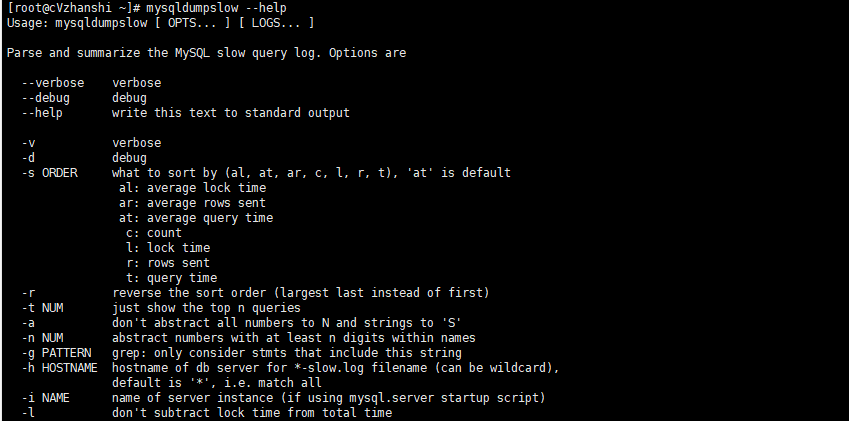 [root@cVzhanshi ~]# mysqldumpslow --help
Usage: mysqldumpslow [ OPTS... ] [ LOGS... ]
Parse and summarize the MySQL slow query log. Options are
--verbose    verbose
--debug      debug
--help       write this text to standard output
-v           verbose
-d           debug
-s ORDER     what to sort by (al, at, ar, c, l, r, t), 'at' is default
al: average lock time
ar: average rows sent
at: average query time
c: count
l: lock time
r: rows sent
t: query time
-r           reverse the sort order (largest last instead of first)
-t NUM       just show the top n queries
-a           don't abstract all numbers to N and strings to 'S'
-n NUM       abstract numbers with at least n digits within names
-g PATTERN   grep: only consider stmts that include this string
-h HOSTNAME  hostname of db server for *-slow.log filename (can be wildcard),
default is '*', i.e. match all
-i NAME      name of server instance (if using mysql.server startup script)
-l           don't subtract lock time from total time